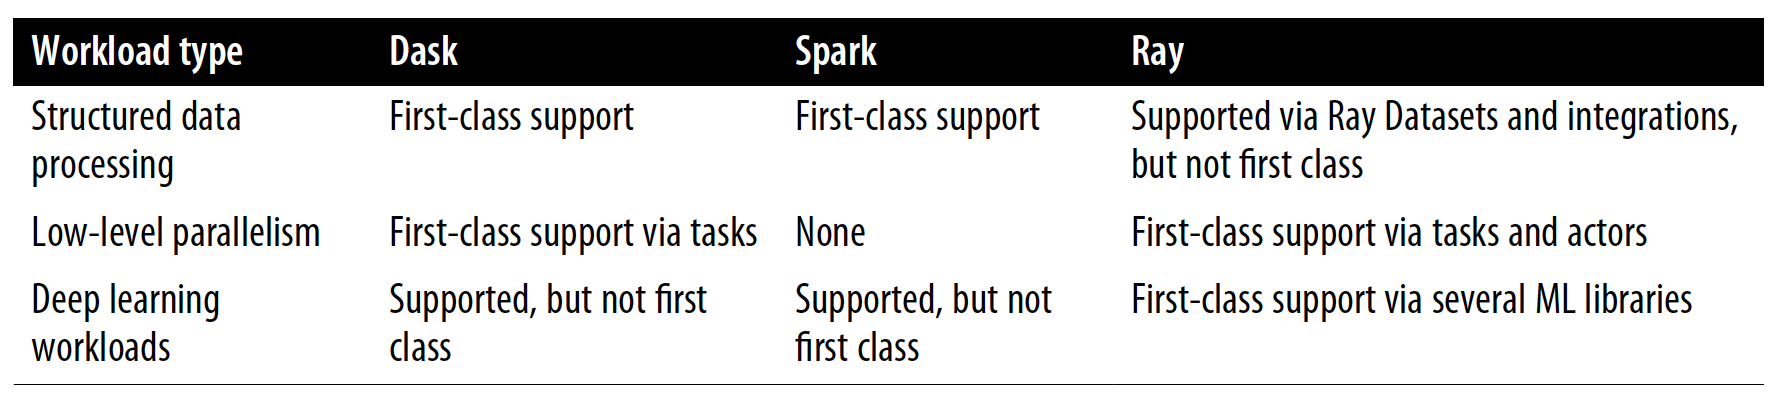 Workload type Dask Spark Ray
Structured data First-class support First-class support Supported via Ray Datasets and integrations,
processing but not first class
Low-level parallelism First-class support via tasks None First-class support via tasks and actors
Deep learning Supported, but not first Supported, but not First-class support via several ML libraries
workloads class first class